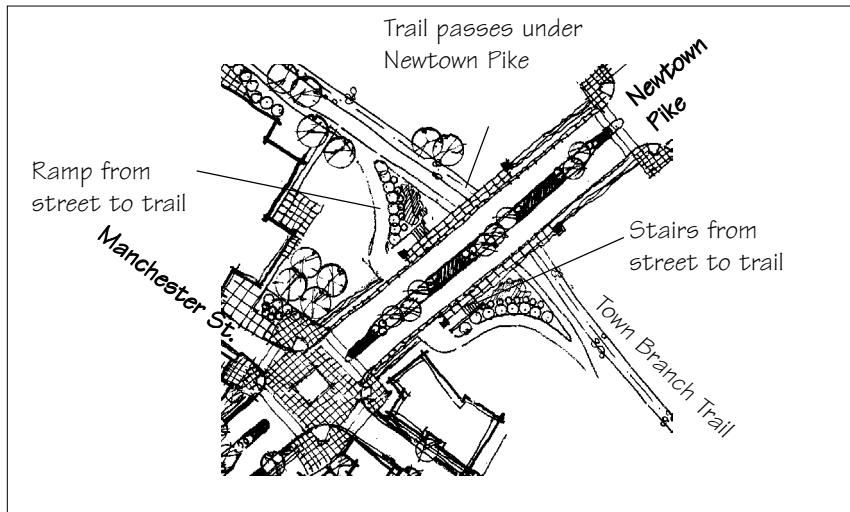 Trail passes under
Newtown Pike
Newtown
Pike
Ramp from
street to trail
Manchester St.
Stairs from
street to trail
Town Branch Trail